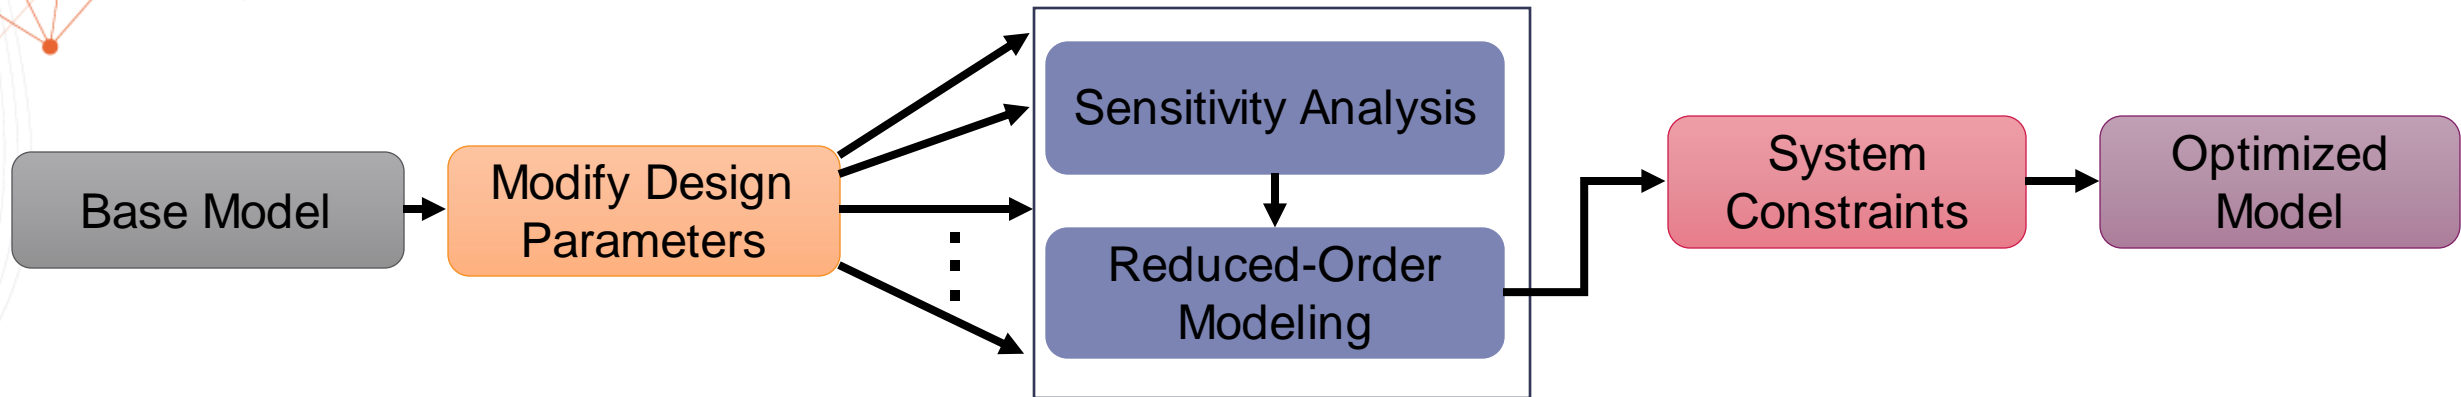 Base Model
Modify Design
Parameters
Sensitivity Analysis
Reduced-Order
Modeling
System
Constraints
Optimized
Model